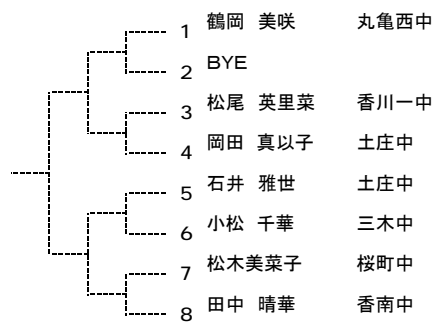 1 鶴岡 美咲 丸亀西中
2 BYE
3 松尾 英里菜 香川一中
4 岡田 真以子 土庄中
5 石井 雅世 土庄中
6 小松 千華 三木中
7 松木美菜子 桜町中
8 田中 晴華 香南中